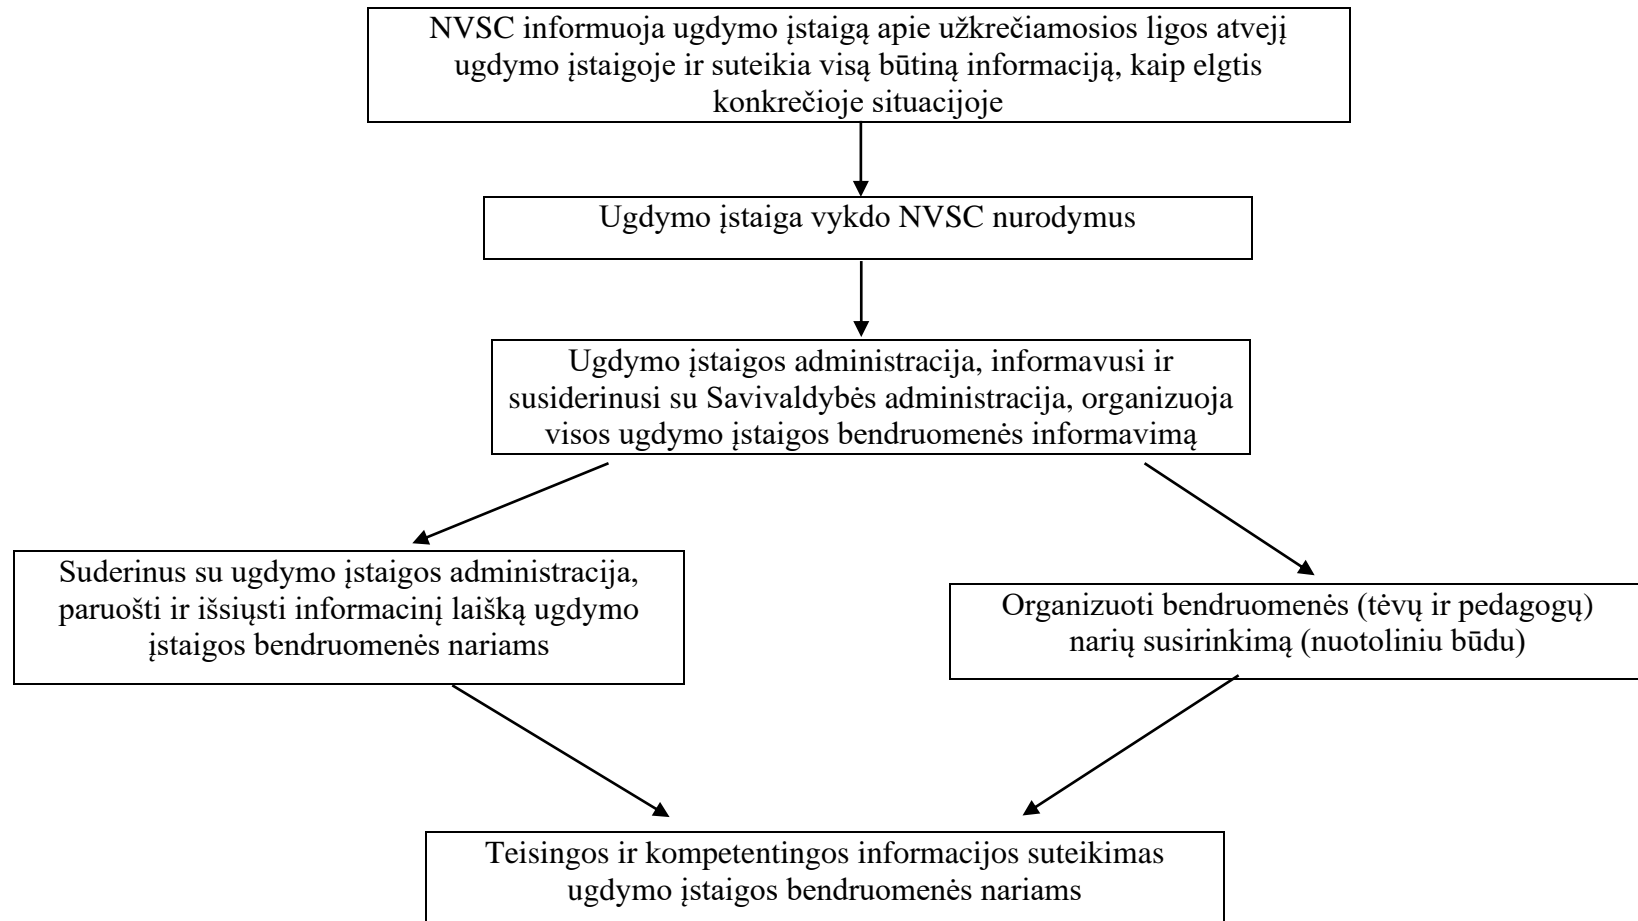 NVSC informuoja ugdymo įstaigą apie užkrečiamosios ligos atvejį
ugdymo įstaigoje ir suteikia visą būtiną informaciją, kaip elgtis
konkrečioje situacijoje
Ugdymo įstaiga vykdo NVSC nurodymus
Ugdymo įstaigos administracija, informavusi ir
susiderinusi su Savivaldybės administracija, organizuoja
visos ugdymo įstaigos bendruomenės informavimą
Suderinus su ugdymo įstaigos administracija,
paruošti ir išsiųsti informacinį laišką ugdymo
įstaigos bendruomenės nariams
Organizuoti bendruomenės (tėvų ir pedagogų)
narių susirinkimą (nuotoliniu būdu)
Teisingos ir kompetentingos informacijos suteikimas
ugdymo įstaigos bendruomenės nariams